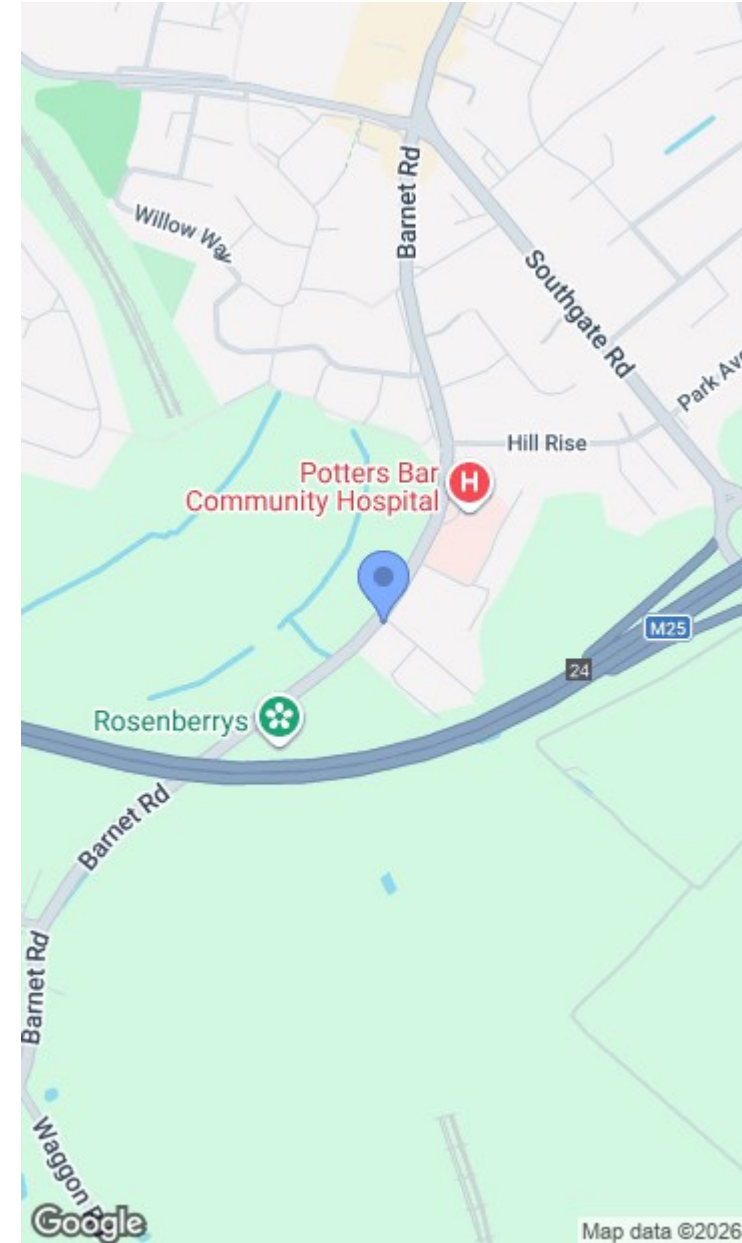 Barnet Rd
Willow Way
Southgate Rd
Park Ave
Hill Rise
Potters Bar
Community Hospital
H
M25
24
Rosenberrys
Barnet Rd
Barnet Rd
Waggon Rd
Google
Map data ©2026